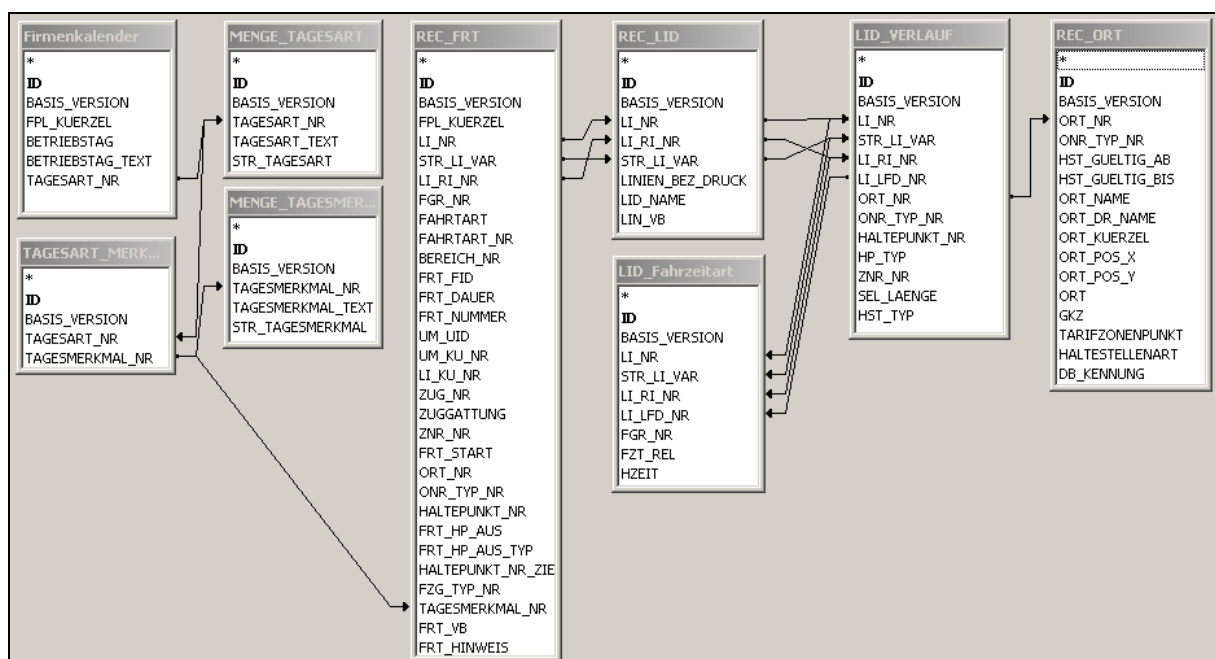 Firmenkalender
*
ID
BASIS_VERSION
FPL_KUERZEL
BETRIEBSTAG
BETRIEBSTAG_TEXT
TAGESART_NR
TAGESART_MERK...
*
ID
BASIS_VERSION
TAGESART_NR
TAGESMERKMAL_NR
MENGE_TAGESART
*
ID
BASIS_VERSION
TAGESART_NR
TAGESART_TEXT
STR_TAGESART
MENGE_TAGESMER...
*
ID
BASIS_VERSION
TAGESMERKMAL_NR
TAGESMERKMAL_TEXT
STR_TAGESMERKMAL
REC_FRT
*
ID
BASIS_VERSION
FPL_KUERZEL
LI_NR
STR_LI_VAR
LI_RI_NR
FGR_NR
FAHRTART
FAHRTART_NR
BEREICH_NR
FRT_FID
FRT_DAUER
FRT_NUMMER
UM_UID
UM_KU_NR
LI_KU_NR
ZUG_NR
ZUGGATTUNG
ZNR_NR
FRT_START
ORT_NR
ONR_TYP_NR
HALTEPUNKT_NR
FRT_HP_AUS
FRT_HP_AUS_TYP
HALTEPUNKT_NR_ZIE
FZG_TYP_NR
TAGESMERKMAL_NR
FRT_VB
FRT_HINWEIS
REC_LID
*
ID
BASIS_VERSION
LI_NR
LI_RI_NR
STR_LI_VAR
LINIEN_BEZ_DRUCK
LID_NAME
LIN_VB
LID_Fahrzeitart
*
ID
BASIS_VERSION
LI_NR
STR_LI_VAR
LI_RI_NR
LI_LFD_NR
FGR_NR
FZT_REL
HZEIT
LID_VERLAUF
*
ID
BASIS_VERSION
LI_NR
STR_LI_VAR
LI_RI_NR
LI_LFD_NR
ORT_NR
ONR_TYP_NR
HALTEPUNKT_NR
HP_TYP
ZNR_NR
SEL_LAENGE
HST_TYP
REC_ORT
*
ID
BASIS_VERSION
ORT_NR
ONR_TYP_NR
HST_GUELTIG_AB
HST_GUELTIG_BIS
ORT_NAME
ORT_DR_NAME
ORT_KUERZEL
ORT_POS_X
ORT_POS_Y
ORT
GKZ
TARIFZONENPUNKT
HALTESTELLENART
DB_KENNUNG